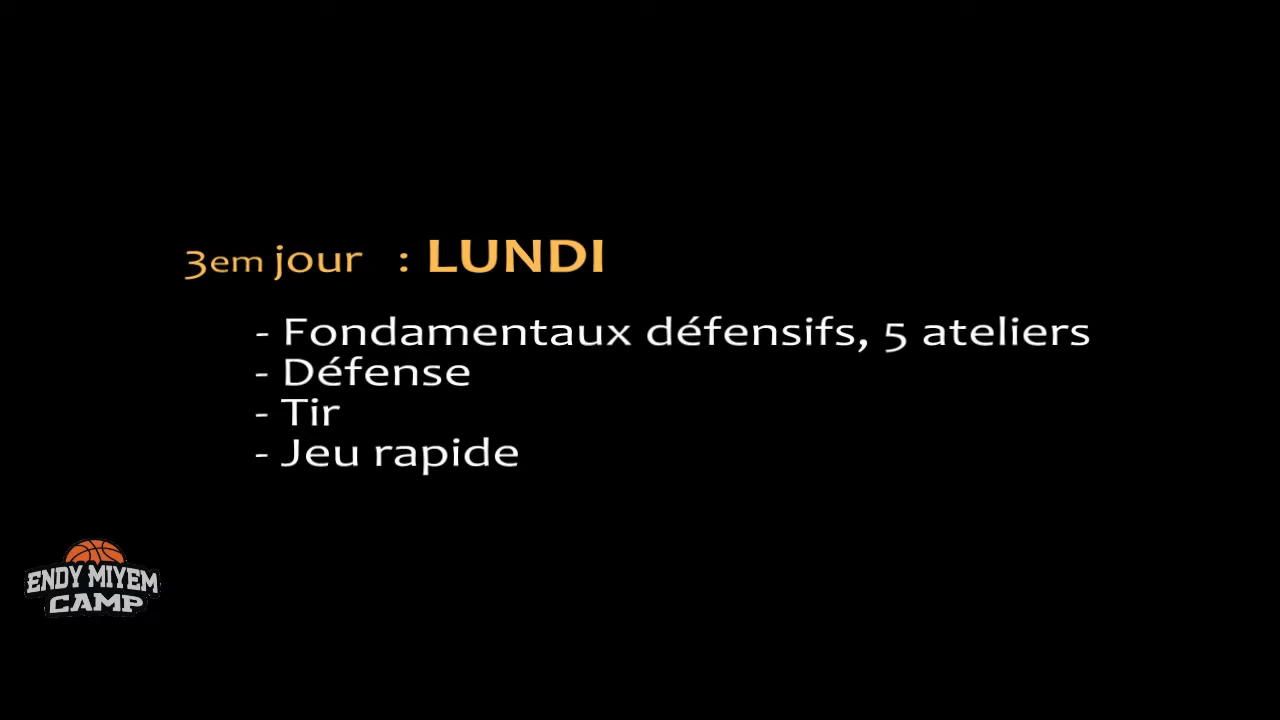 3em jour : LUNDI
- Fondamentaux défensifs, 5 ateliers
- Défense
- Tir
- Jeu rapide
ENDY MIYEM
CAMP